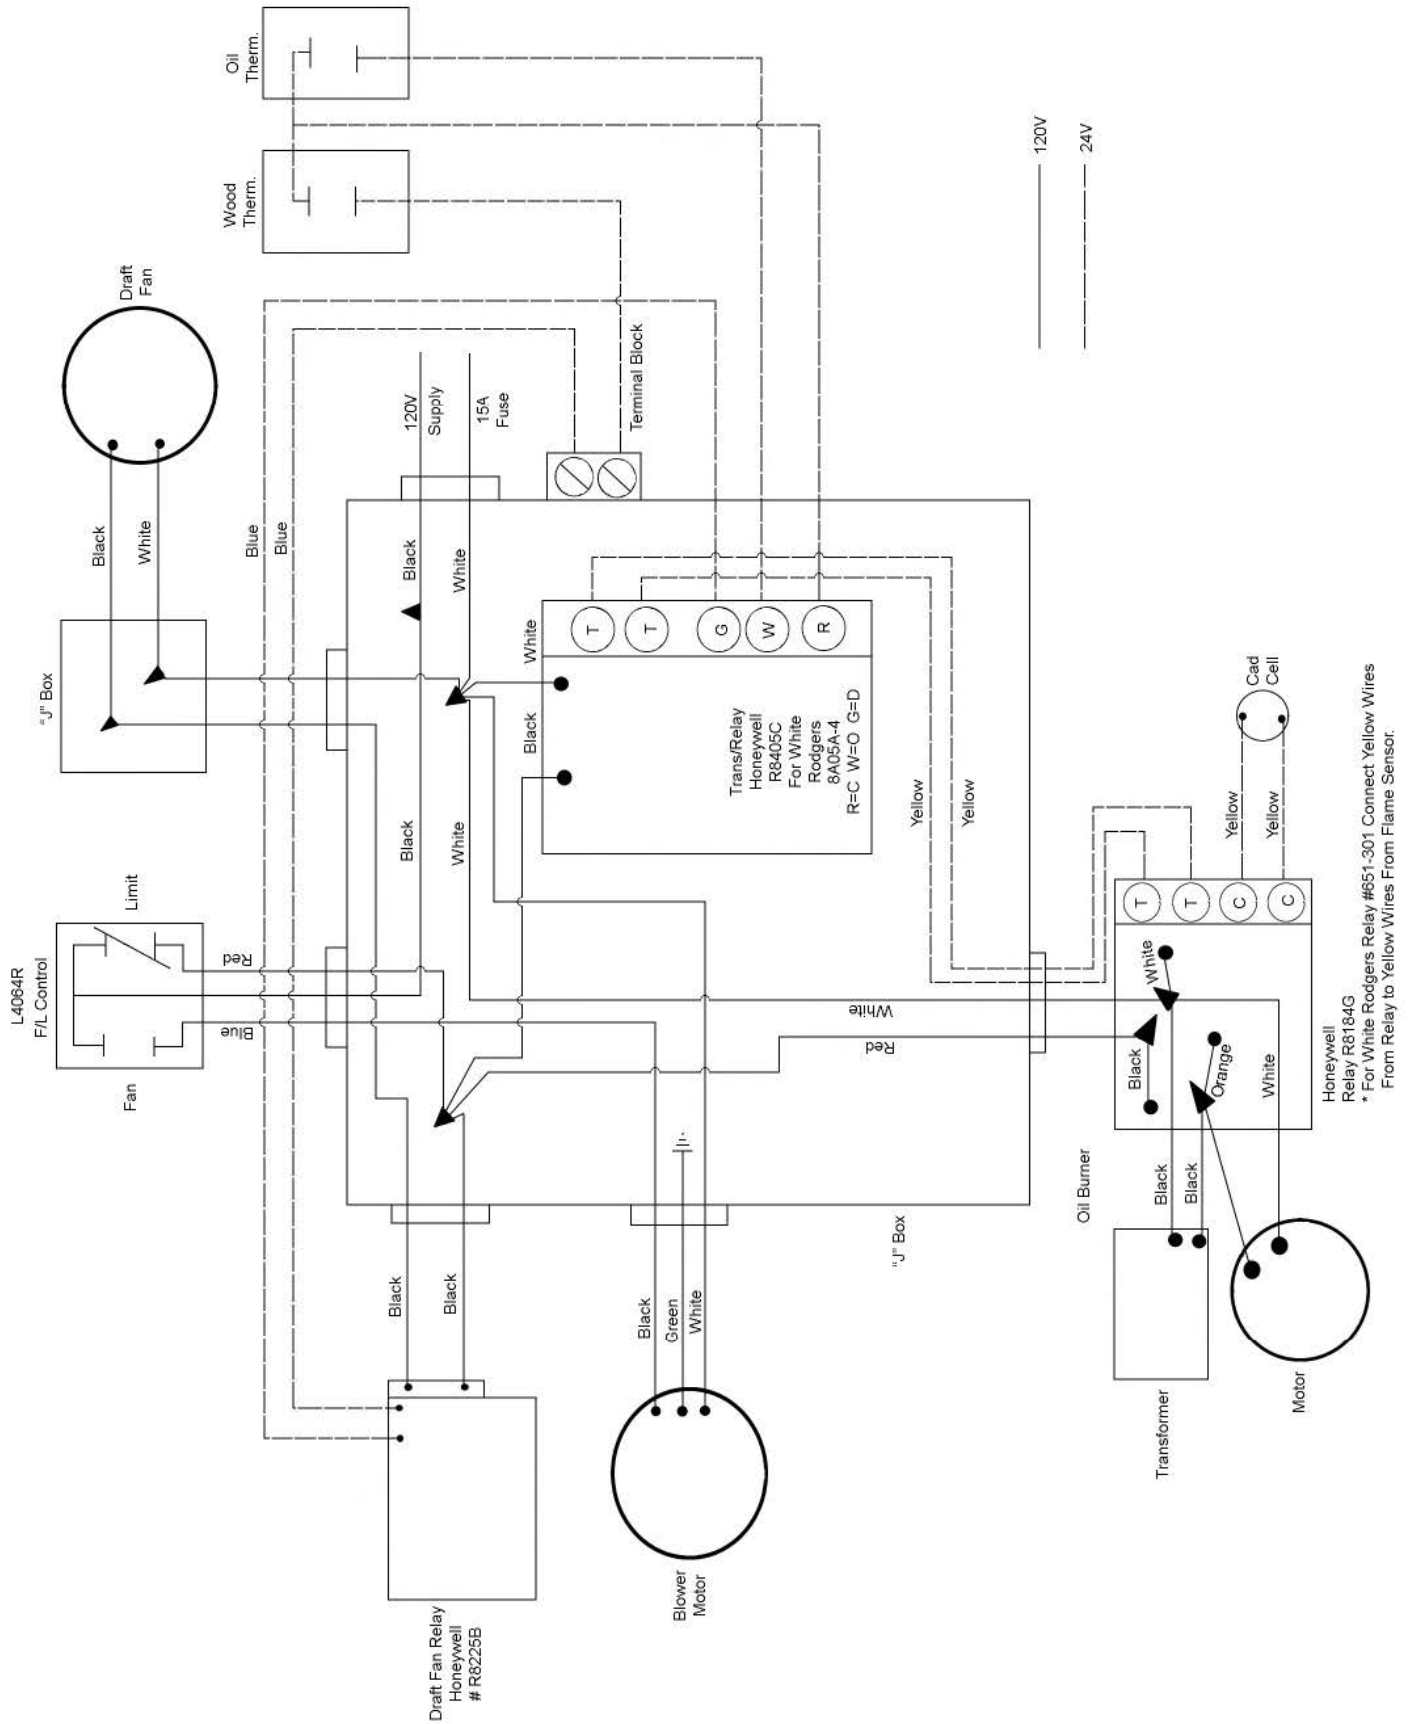 Oil
Therm.
Wood
Therm.
Draft
Fan
120V
24V
Terminal Block
120V
Supply
15A
Fuse
Black
White
Blue
Blue
Black
White
"J" Box
White
Black
T
T
G
W
R
Trans/Relay
Honeywell
R8405C
For White
Rodgers
8A05A-4
R=C W=O G=D
Black
White
Yellow
Yellow
Cad
Cell
Yellow
Yellow
L4064R
F/L Control
Limit
Fan
Red
Blue
White
Red
T
T
C
C
White
Black
Orange
White
Honeywell
Relay R8184G
* For White Rodgers Relay #651-301 Connect Yellow Wires
From Relay to Yellow Wires From Flame Sensor.
Oil Burner
Black
Black
"J" Box
Black
Black
Black
Green
White
Transformer
Motor
Blower
Motor
Draft Fan Relay
Honeywell
# R8225B